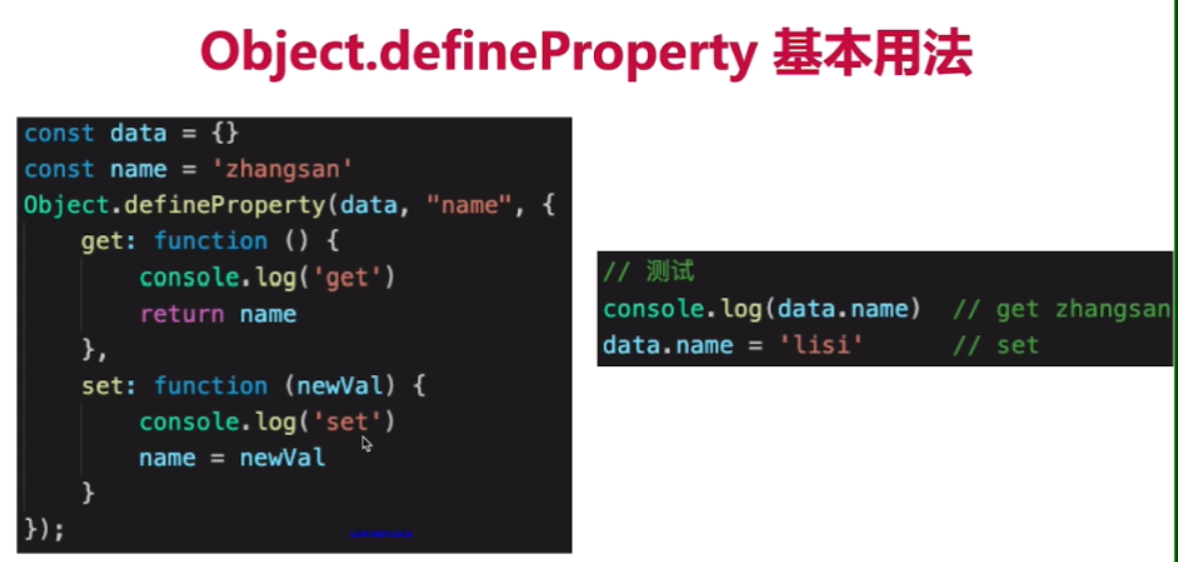 Object.defineProperty 基本用法
const data = {}
const name = 'zhangsan'
Object.defineProperty(data, "name", {
    get: function () {
        console.log('get')
        return name
    },
    set: function (newVal) {
        console.log('set')
        name = newVal
    }
});
// 测试
console.log(data.name)  // get zhangsan
data.name = 'lisi'      // set